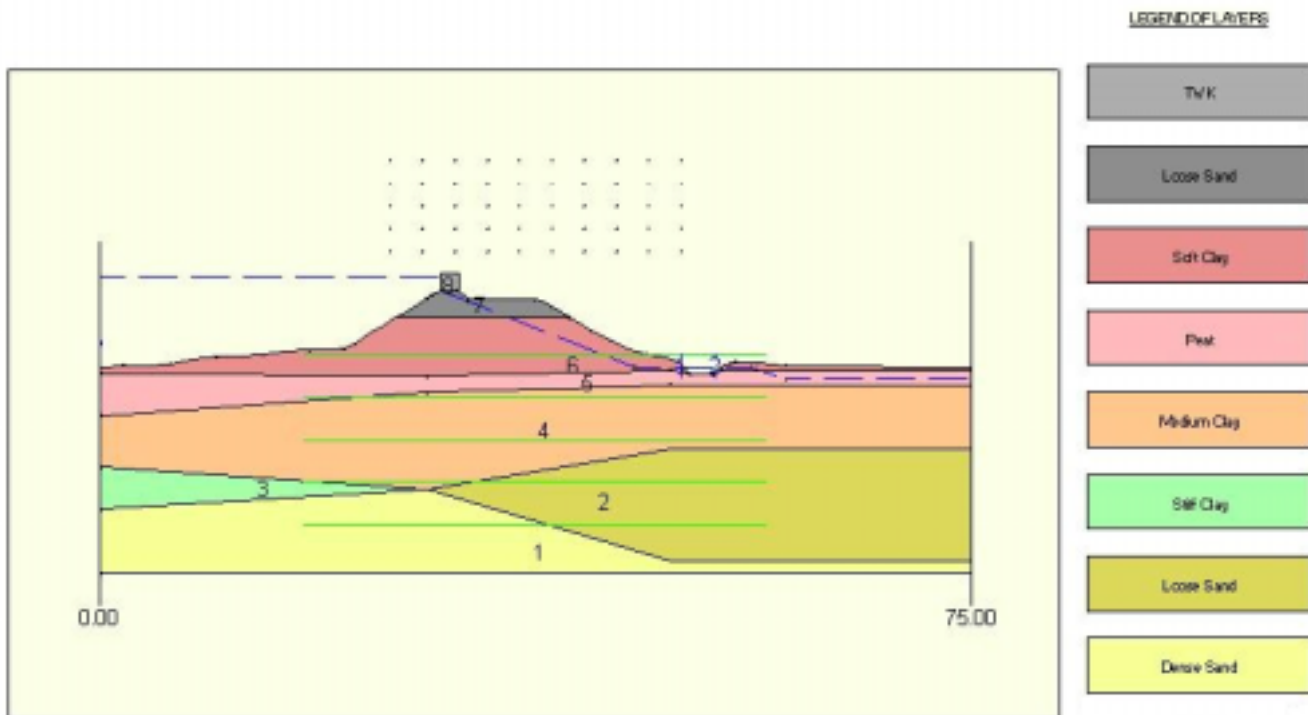 LEGEND OF LAYERS
TWK
Loose Sand
Soft Clay
Peat
Medium Clay
Stiff Clay
Loose Sand
Dense Sand
8
7
6
5
4
3
2
1
0.00
75.00